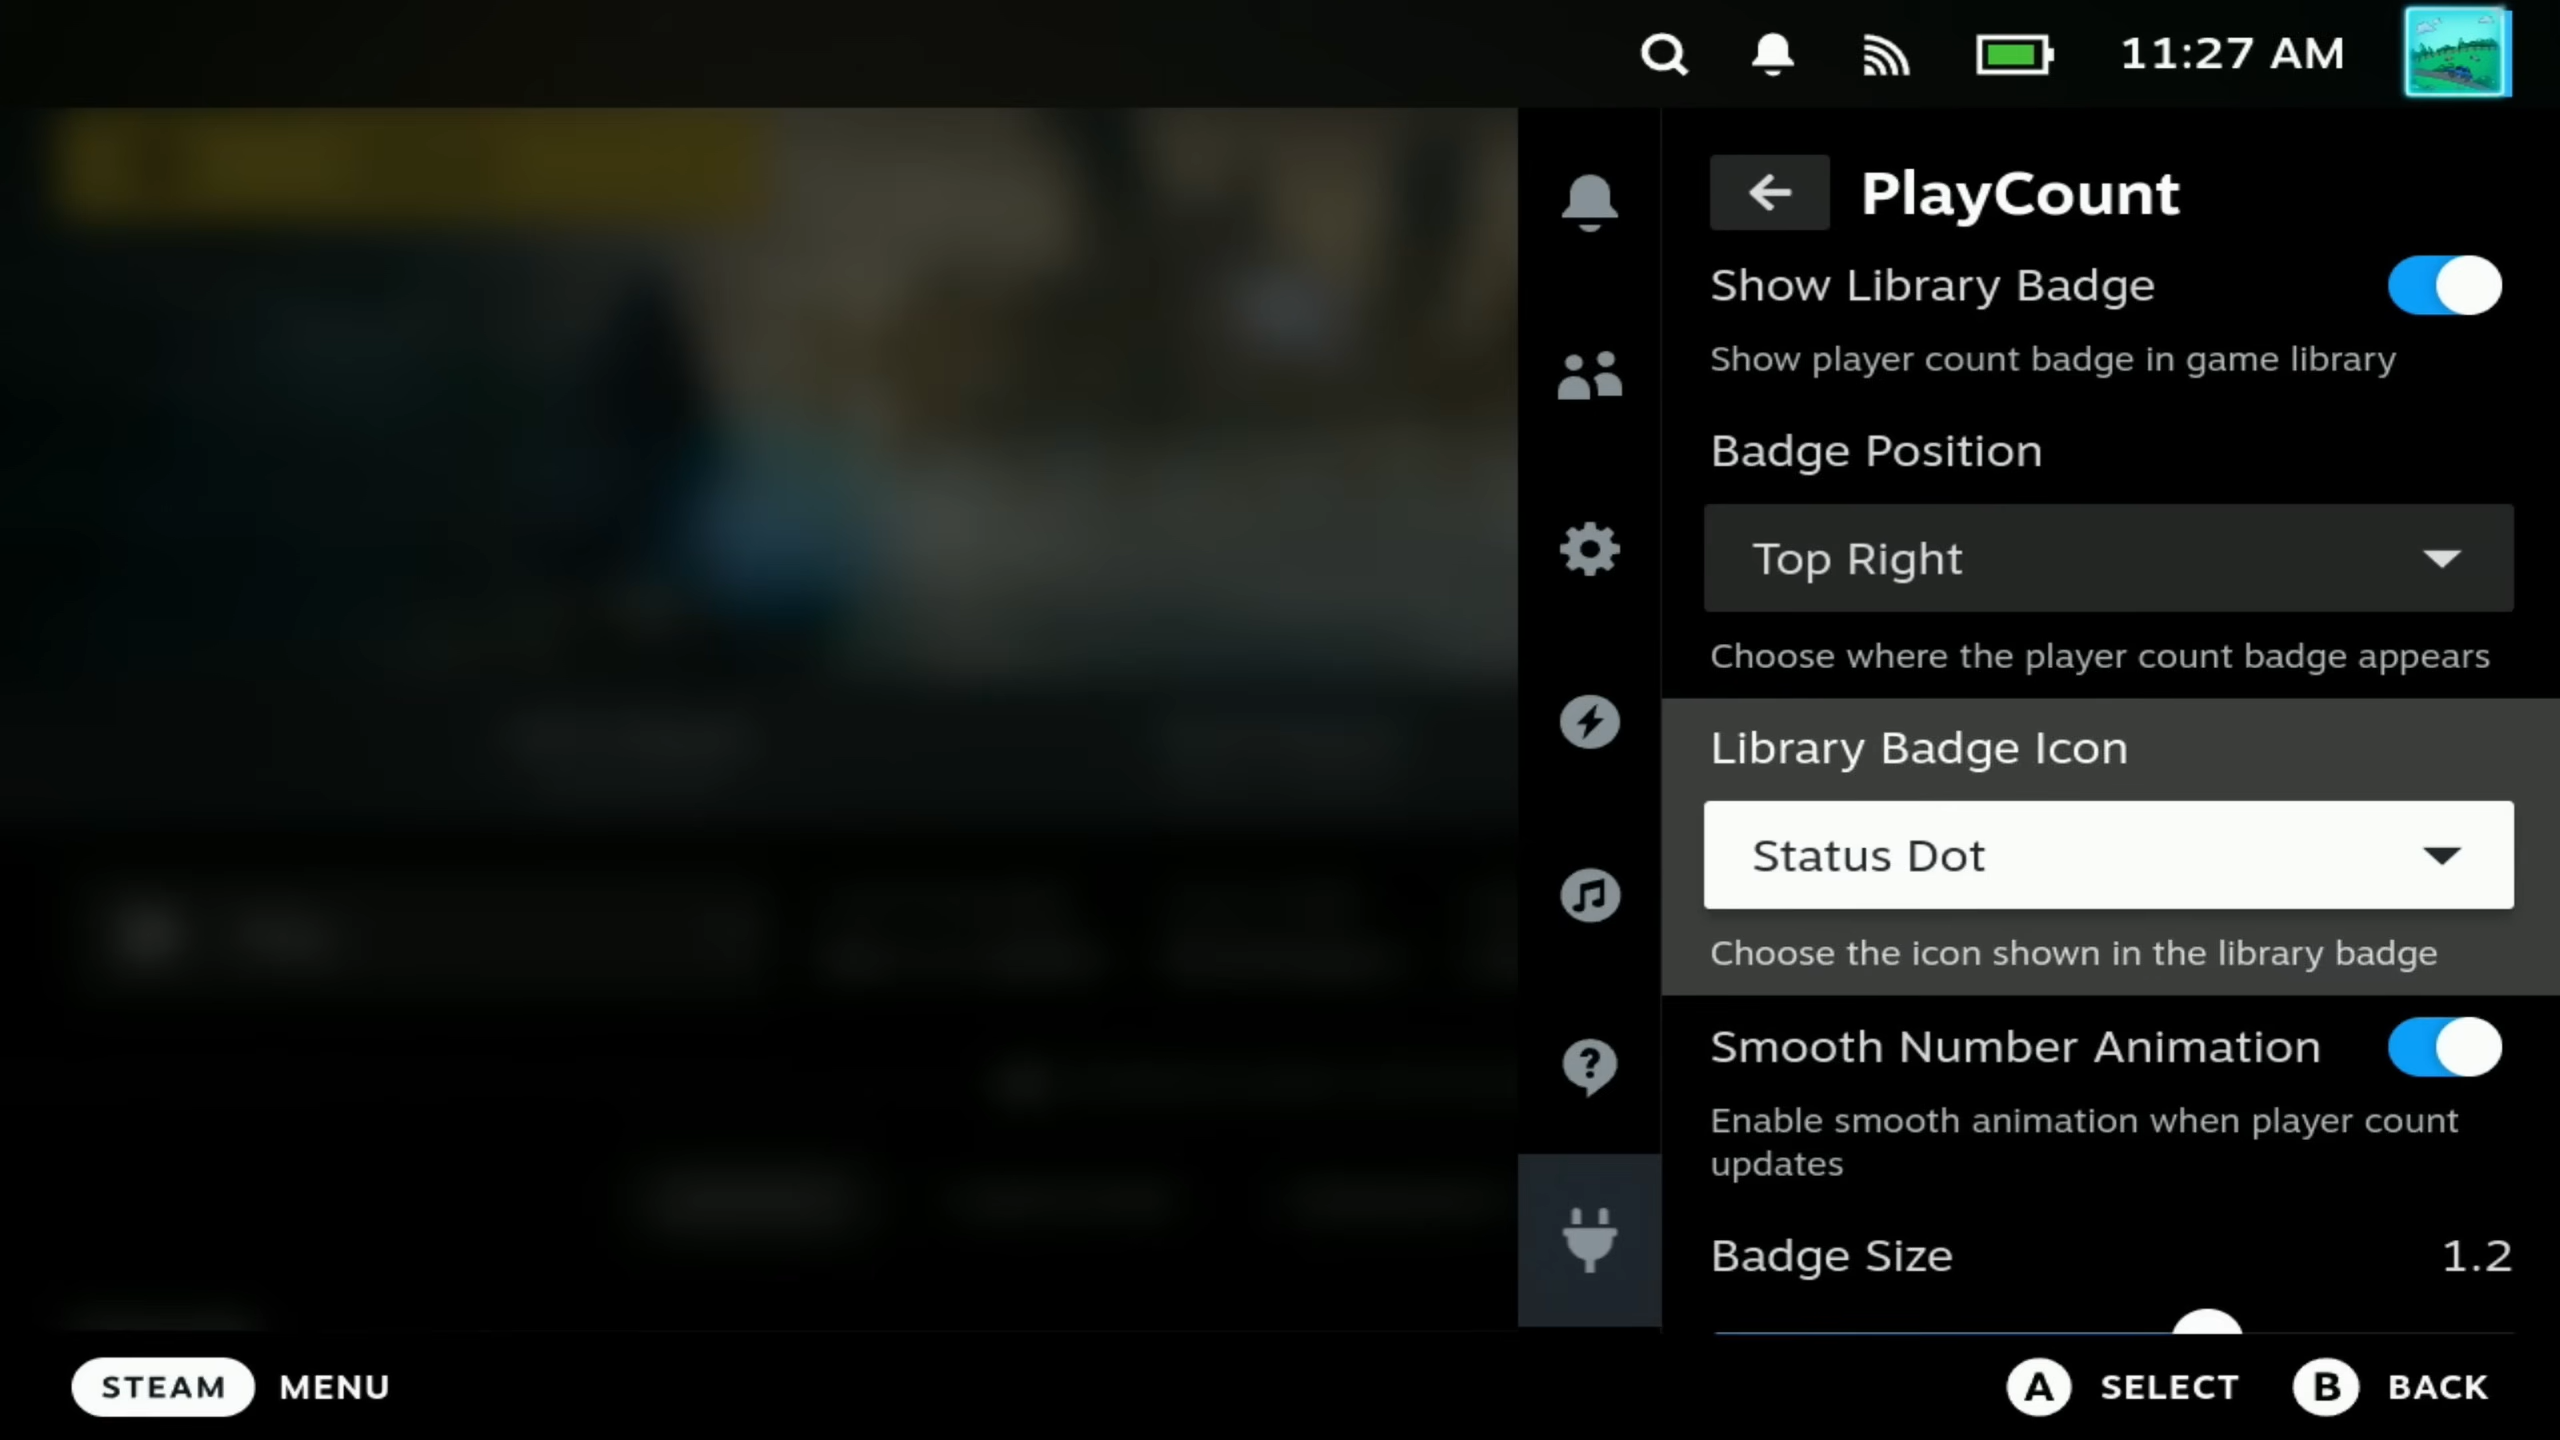 11:27 AM
PlayCount
Show Library Badge
Show player count badge in game library
Badge Position
Top Right
Choose where the player count badge appears
Library Badge Icon
Status Dot
Choose the icon shown in the library badge
Smooth Number Animation
Enable smooth animation when player count
updates
Badge Size 1.2
STEAM MENU
A SELECT B BACK